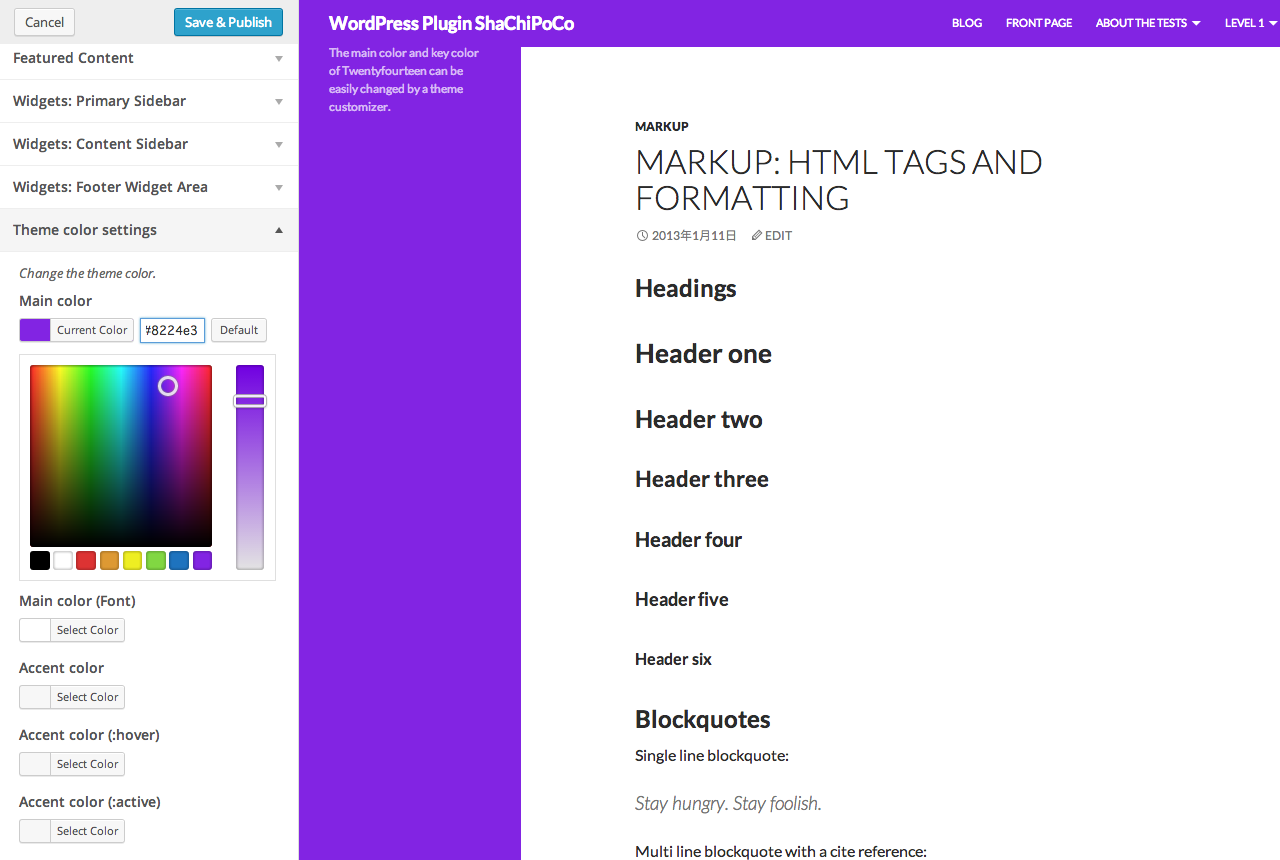 Cancel
Save & Publish
Featured Content
Widgets: Primary Sidebar
Widgets: Content Sidebar
Widgets: Footer Widget Area
Theme color settings
Change the theme color.
Main color
Current Color
#8224e3
Default
Main color (Font)
Select Color
Accent color
Select Color
Accent color (:hover)
Select Color
Accent color (:active)
Select Color
WordPress Plugin ShaChiPoCo
BLOG
FRONT PAGE
ABOUT THE TESTS
LEVEL 1
The main color and key color
of Twentyfourteen can be
easily changed by a theme
customizer.
MARKUP
MARKUP: HTML TAGS AND
FORMATTING
2013年1月11日
EDIT
Headings
Header one
Header two
Header three
Header four
Header five
Header six
Blockquotes
Single line blockquote:
Stay hungry. Stay foolish.
Multi line blockquote with a cite reference: